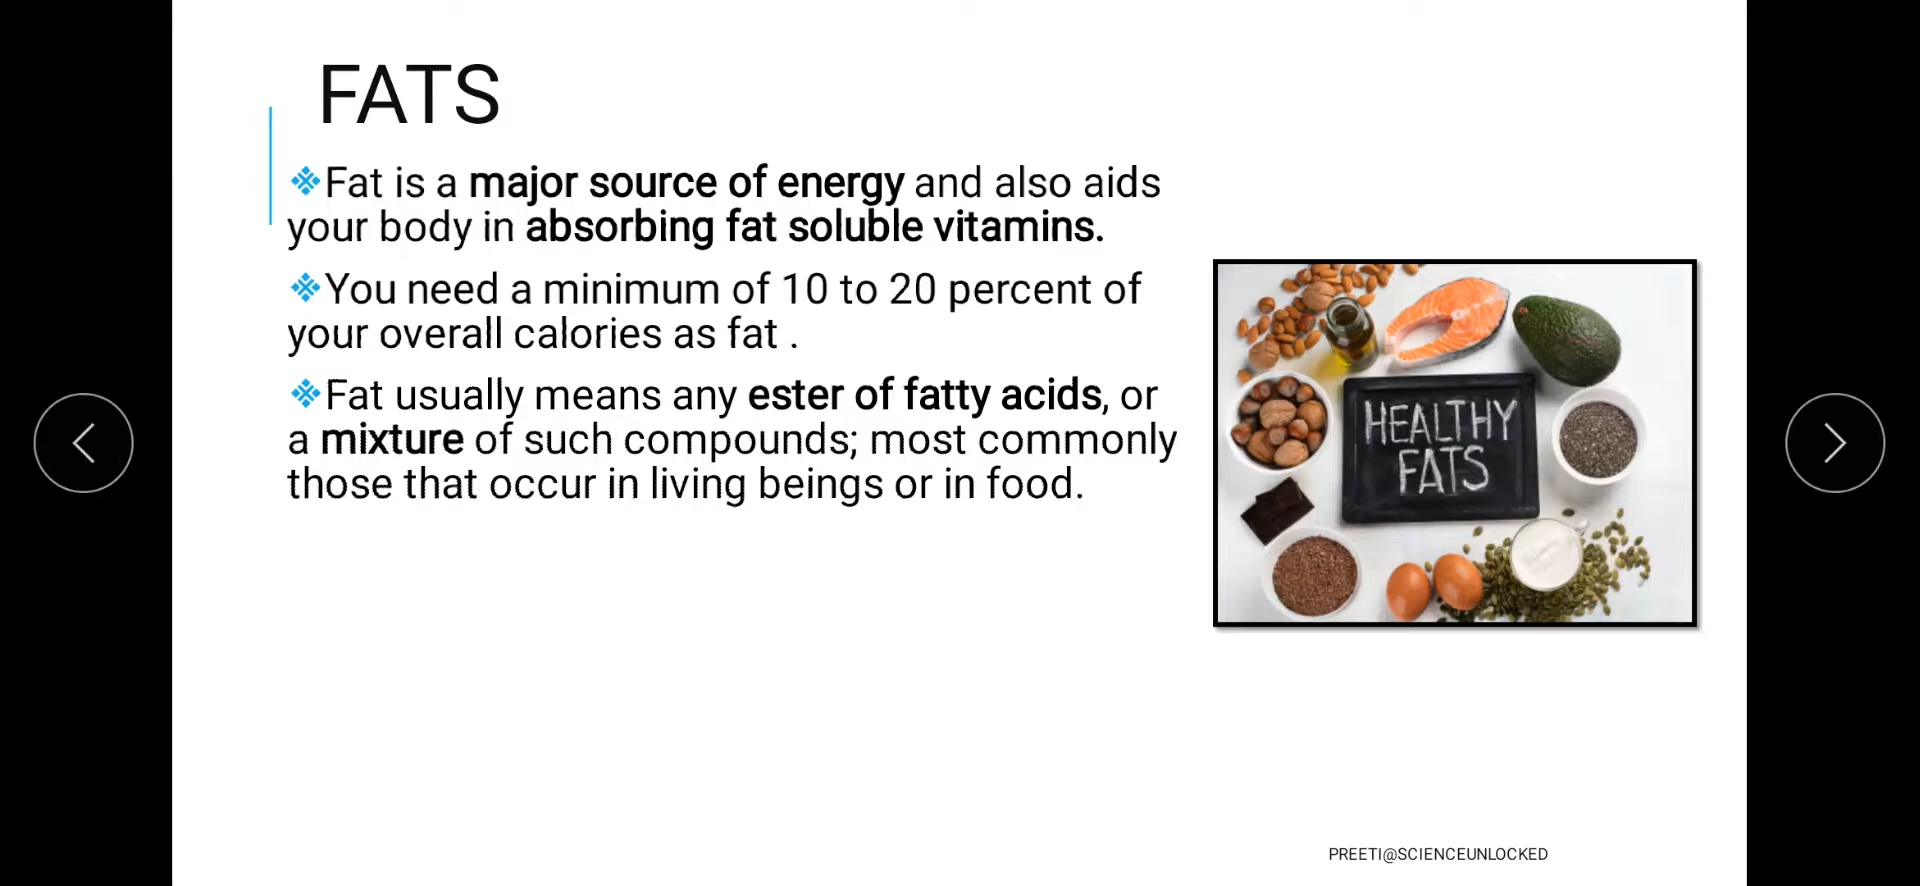 FATS
Fat is a major source of energy and also aids
your body in absorbing fat soluble vitamins.
You need a minimum of 10 to 20 percent of
your overall calories as fat .
Fat usually means any ester of fatty acids, or
a mixture of such compounds; most commonly
those that occur in living beings or in food.
HEALTHY
FATS
PREETI@SCIENCEUNLOCKED